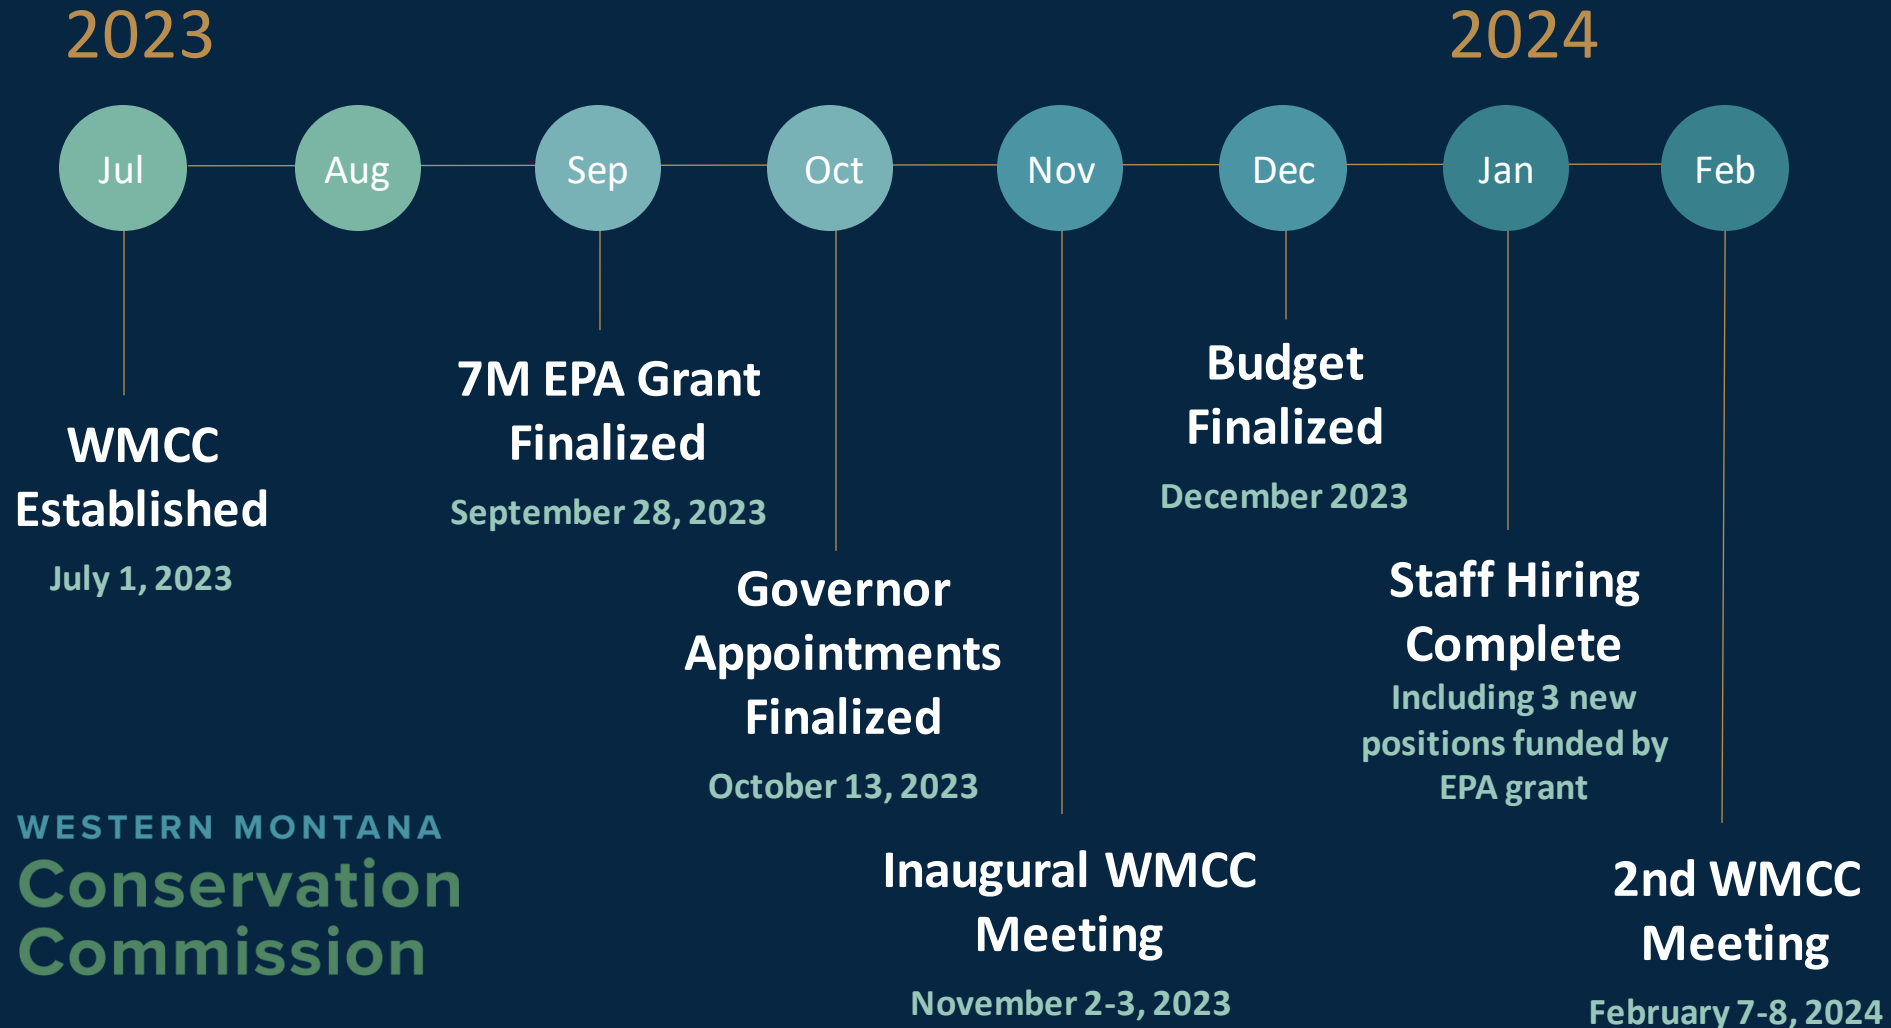 2023
2024
Jul
Aug
Sep
Oct
Nov
Dec
Jan
Feb
WMCC
Established
July 1, 2023
7M EPA Grant
Finalized
September 28, 2023
Governor
Appointments
Finalized
October 13, 2023
Inaugural WMCC
Meeting
November 2-3, 2023
Budget
Finalized
December 2023
Staff Hiring
Complete
Including 3 new
positions funded by
EPA grant
2nd WMCC
Meeting
February 7-8, 2024
WESTERN MONTANA
Conservation
Commission